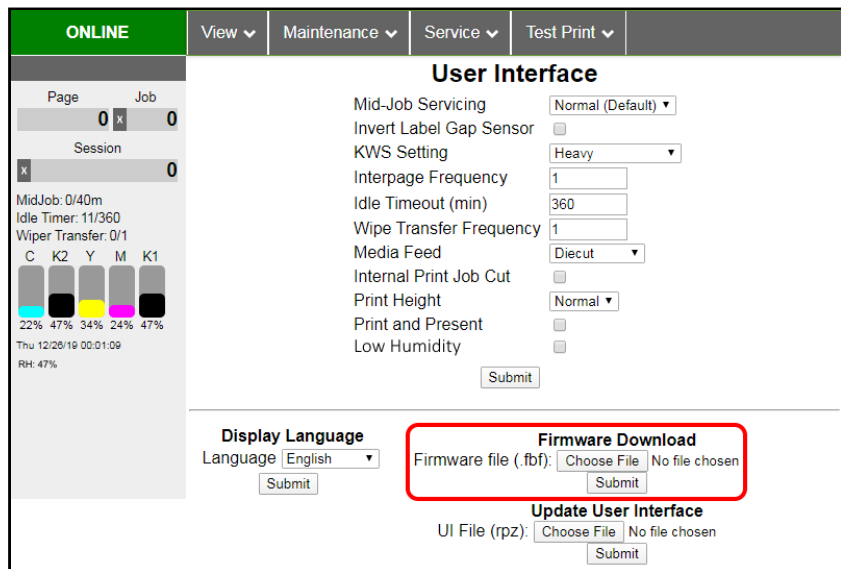 ONLINE
View Maintenance Service Test Print
Page Job
0 x 0
Session
x 0
MidJob: 0/40m
Idle Timer: 11/360
Wiper Transfer: 0/1
C K2 Y M K1
22% 47% 34% 24% 47%
Thu 12/26/19 00:01:09
RH: 47%
User Interface
Mid-Job Servicing Normal (Default)
Invert Label Gap Sensor
KWS Setting Heavy
Interpage Frequency 1
Idle Timeout (min) 360
Wipe Transfer Frequency 1
Media Feed Diecut
Internal Print Job Cut
Print Height Normal
Print and Present
Low Humidity
Submit
Display Language
Language English
Submit
Firmware Download
Firmware file (.fbf): Choose File No file chosen
Submit
Update User Interface
UI File (rpz): Choose File No file chosen
Submit